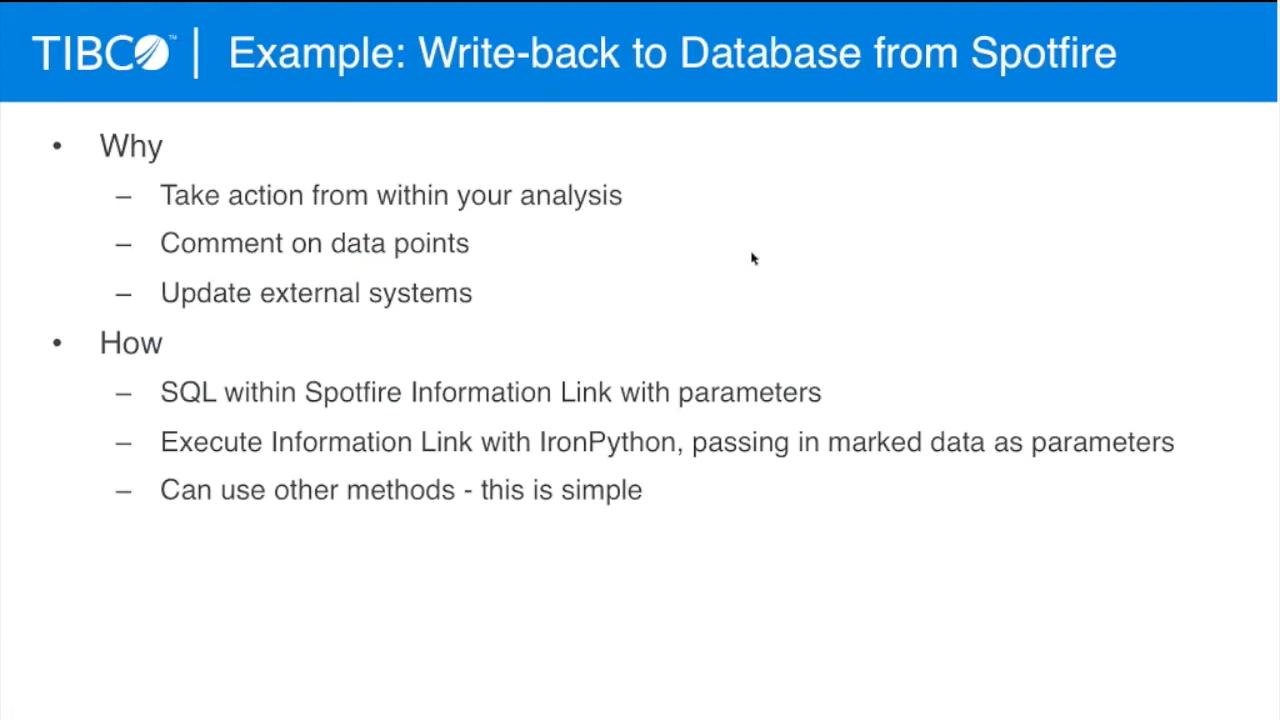 TIBCO™ | Example: Write-back to Database from Spotfire
• Why
– Take action from within your analysis
– Comment on data points
– Update external systems
• How
– SQL within Spotfire Information Link with parameters
– Execute Information Link with IronPython, passing in marked data as parameters
– Can use other methods - this is simple